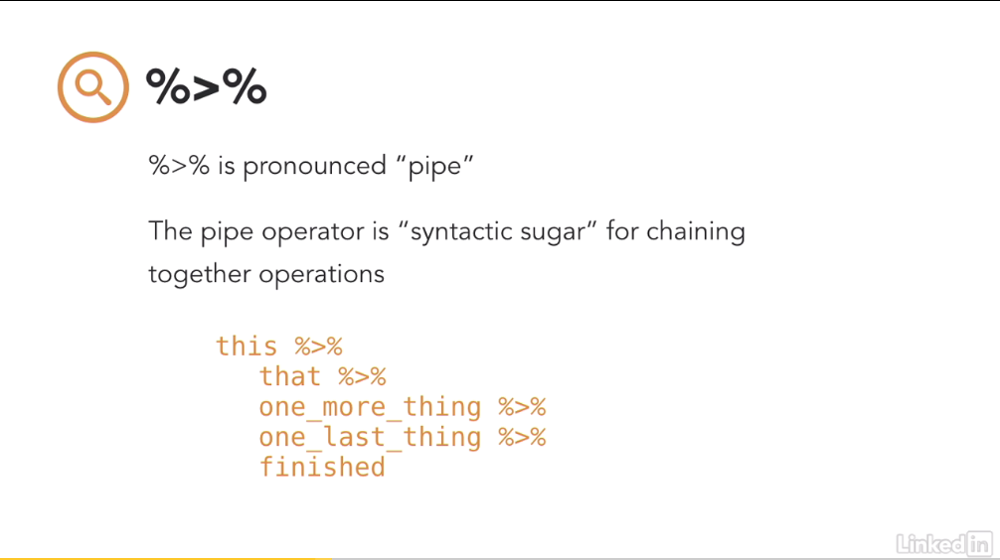 %>%
%>% is pronounced “pipe”
The pipe operator is “syntactic sugar” for chaining
together operations
this %>%
that %>%
one_more_thing %>%
one_last_thing %>%
finished
LinkedIn